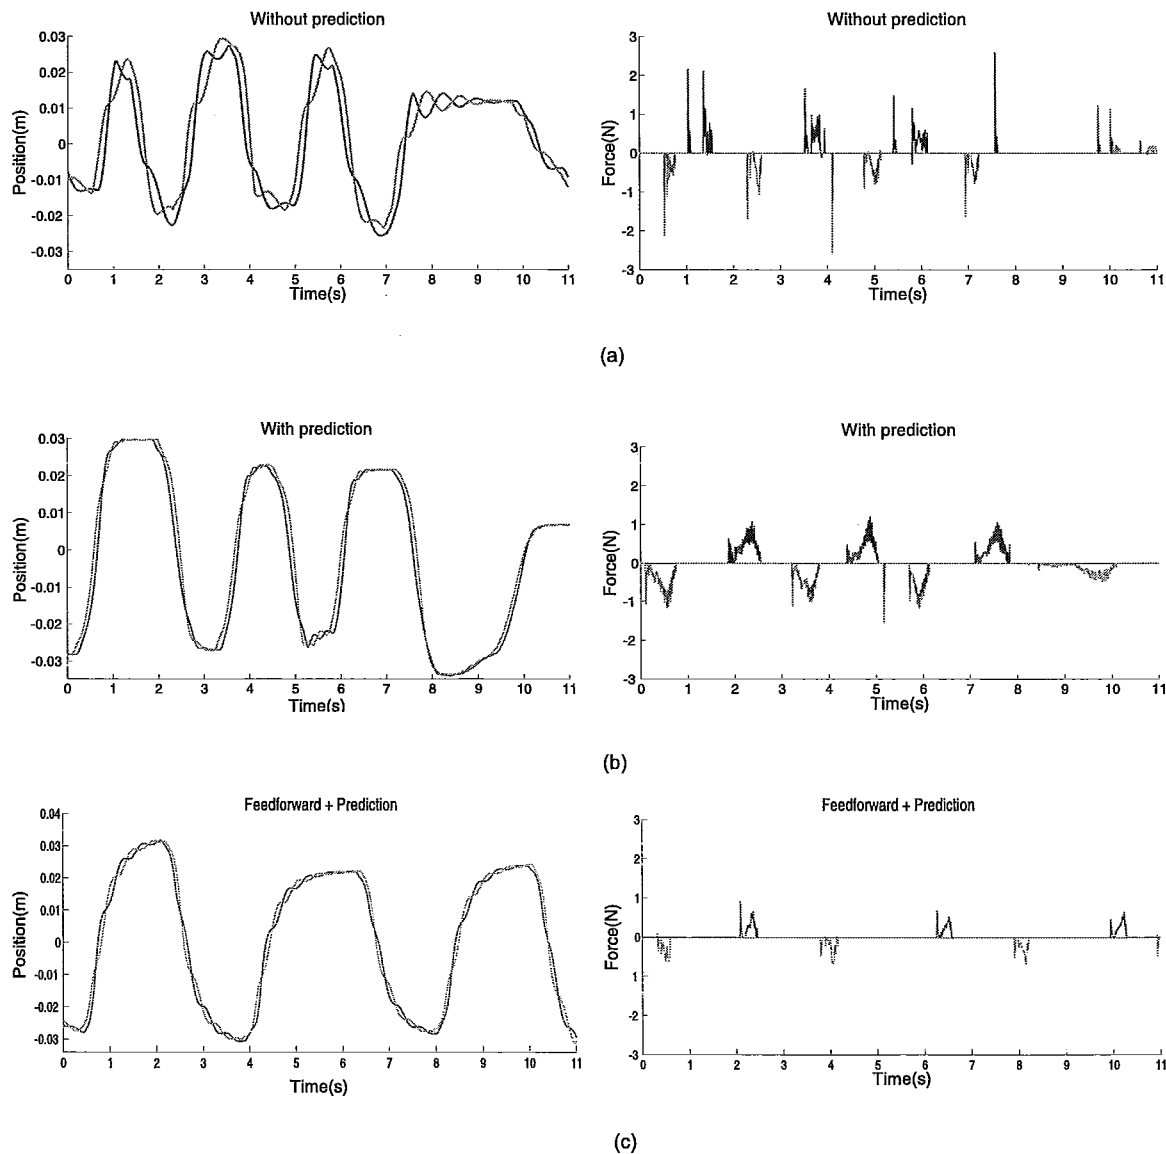 Without prediction
0.03
0.02
0.01
0
-0.01
-0.02
-0.03
Position(m)
0 1 2 3 4 5 6 7 8 9 10 11
Time(s)
Without prediction
3
2
1
0
-1
-2
-3
Force(N)
0 1 2 3 4 5 6 7 8 9 10 11
Time(s)
(a)
With prediction
0.03
0.02
0.01
0
-0.01
-0.02
-0.03
Position(m)
0 1 2 3 4 5 6 7 8 9 10 11
Time(s)
With prediction
3
2
1
0
-1
-2
-3
Force(N)
0 1 2 3 4 5 6 7 8 9 10 11
Time(s)
(b)
Feedforward + Prediction
0.04
0.03
0.02
0.01
0
0.01
-0.02
-0.03
Position(m)
0 1 2 3 4 5 6 7 8 9 10 11
Time(s)
Feedforward + Prediction
3
2
1
0
1
-2
-3
Force(N)
0 1 2 3 4 5 6 7 8 9 10 11
Time(s)
(c)